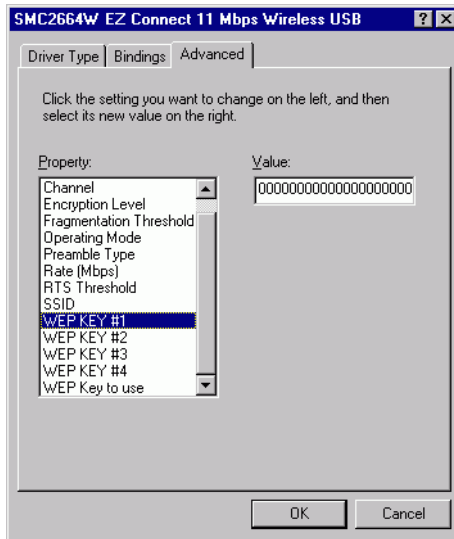 SMC2664W EZ Connect 11 Mbps Wireless USB
Driver Type
Bindings
Advanced
Click the setting you want to change on the left, and then
select its new value on the right.
Property:
Value:
Channel
Encryption Level
Fragmentation Threshold
Operating Mode
Preamble Type
Rate (Mbps)
RTS Threshold
SSID
WEP KEY #1
WEP KEY #2
WEP KEY #3
WEP KEY #4
WEP Key to use
00000000000000000000
OK
Cancel